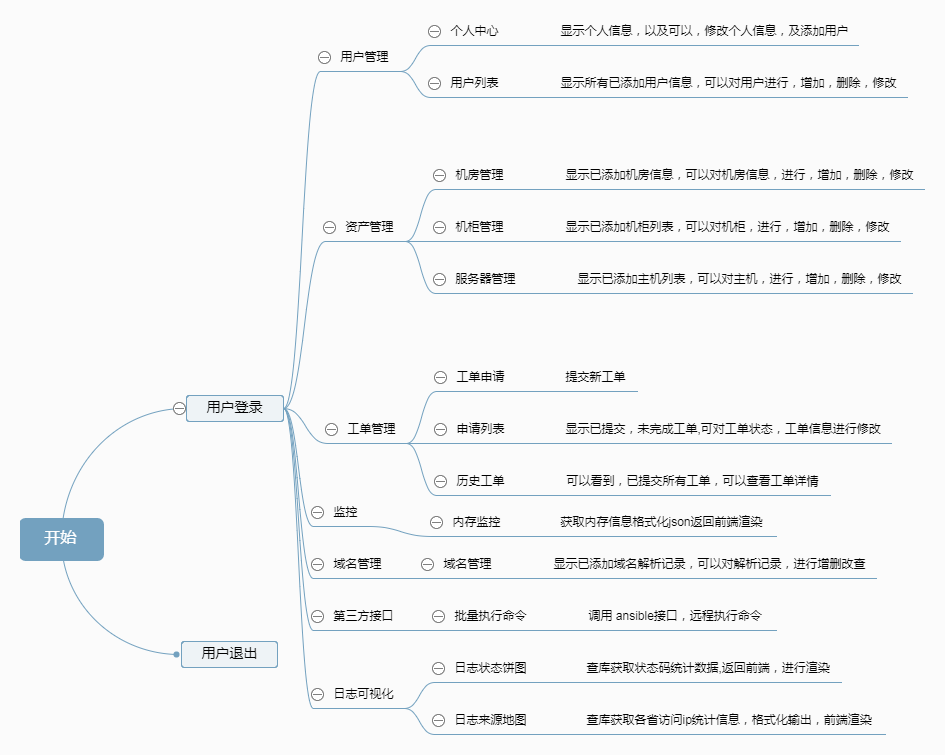 个人中心 显示个人信息，以及可以，修改个人信息，及添加用户
用户管理
用户列表 显示所有已添加用户信息，可以对用户进行，增加，删除，修改
机房管理 显示已添加机房信息，可以对机房信息，进行，增加，删除，修改
资产管理 机柜管理 显示已添加机柜列表，可以对机柜，进行，增加，删除，修改
服务器管理 显示已添加主机列表，可以对主机，进行，增加，删除，修改
工单申请 提交新工单
用户登录
工单管理 申请列表 显示已提交，未完成工单,可对工单状态，工单信息进行修改
历史工单 可以看到，已提交所有工单，可以查看工单详情
监控 内存监控 获取内存信息格式化json返回前端渲染
开始
域名管理 域名管理 显示已添加域名解析记录，可以对解析记录，进行增删改查
第三方接口 批量执行命令 调用 ansible接口，远程执行命令
用户退出
日志状态饼图 查库获取状态码统计数据,返回前端，进行渲染
日志可视化
日志来源地图 查库获取各省访问ip统计信息，格式化输出，前端渲染